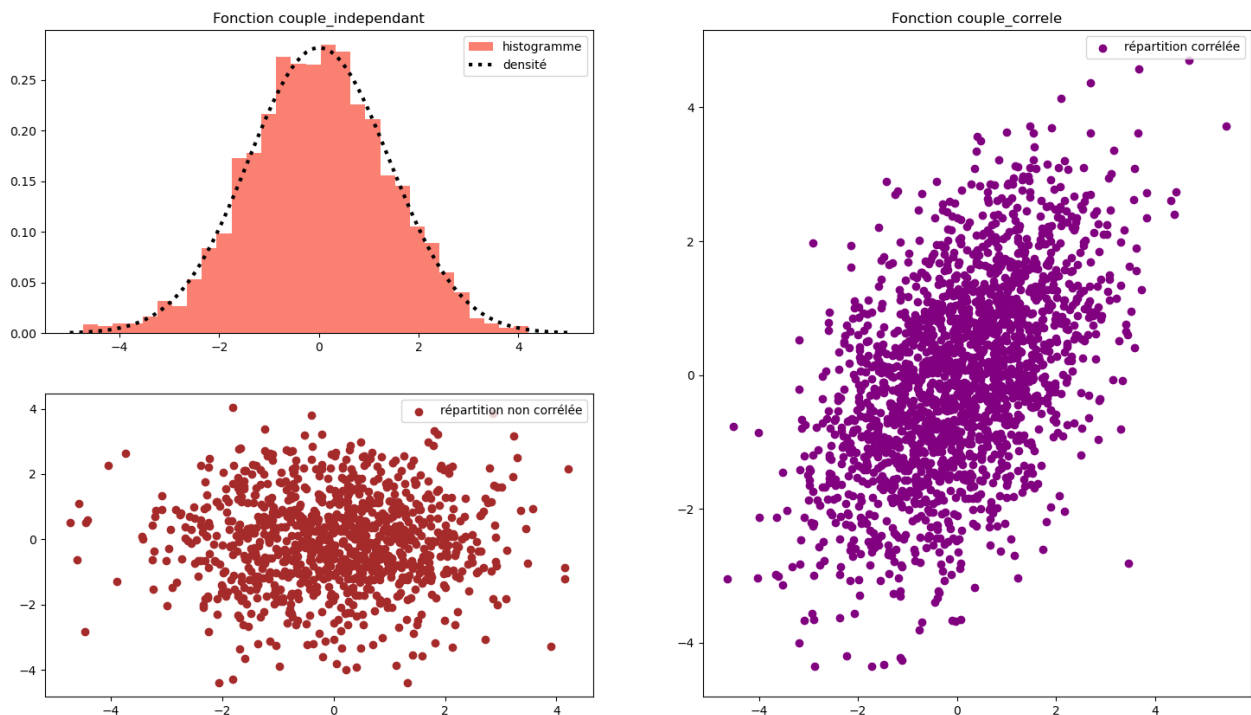 Fonction couple_independant
histogramme
densité
0.25
0.20
0.15
0.10
0.05
0.00
−4 −2 0 2 4
répartition non corrélée
4
2
0
−2
−4
−4 −2 0 2 4
Fonction couple_correle
répartition corrélée
4
2
0
−2
−4
−4 −2 0 2 4